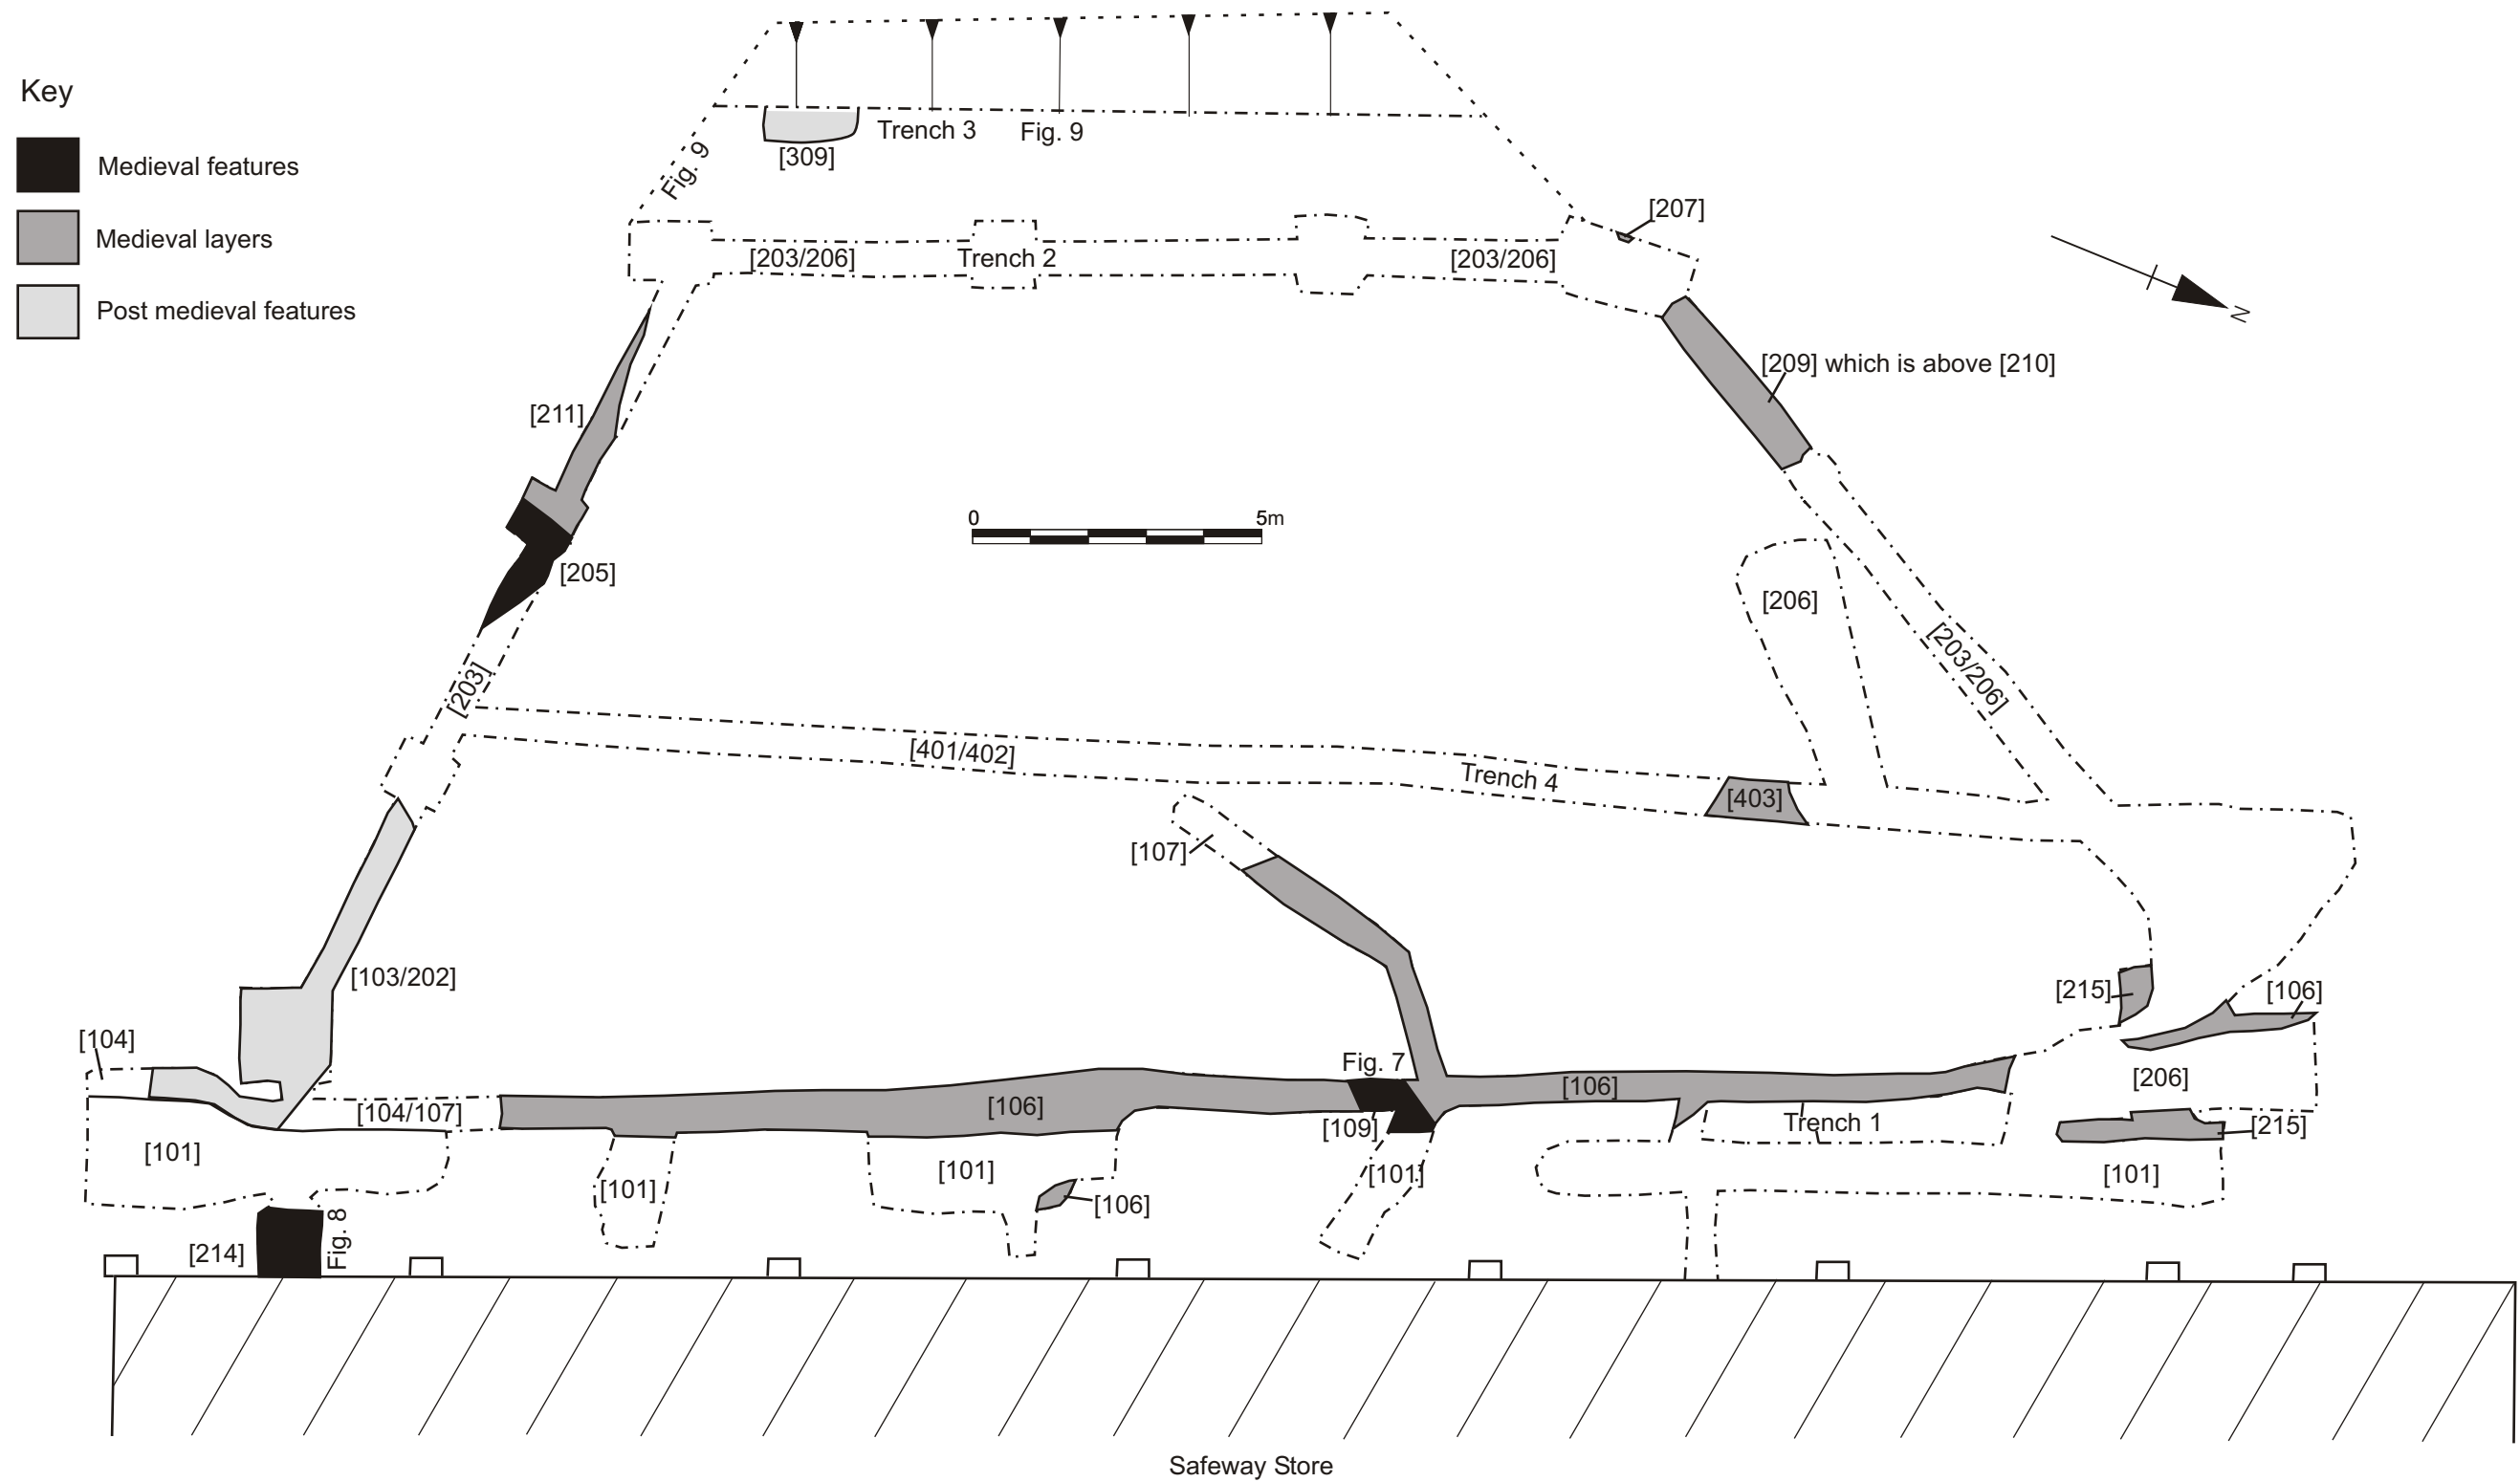 Key
Medieval features
Medieval layers
Post medieval features
Fig. 9
[309]
Trench 3
Fig. 9
[207]
[203/206]
Trench 2
[203/206]
N
[209] which is above [210]
[211]
0 5m
[205]
[206]
[203]
[203/206]
[401/402]
Trench 4
[403]
[107]
[103/202]
[215]
[106]
[104]
Fig. 7
[104/107]
[106]
[106]
[206]
[109]
Trench 1
[215]
[101]
[101]
[101]
[101]
[101]
[106]
[214]
Fig. 8
Safeway Store